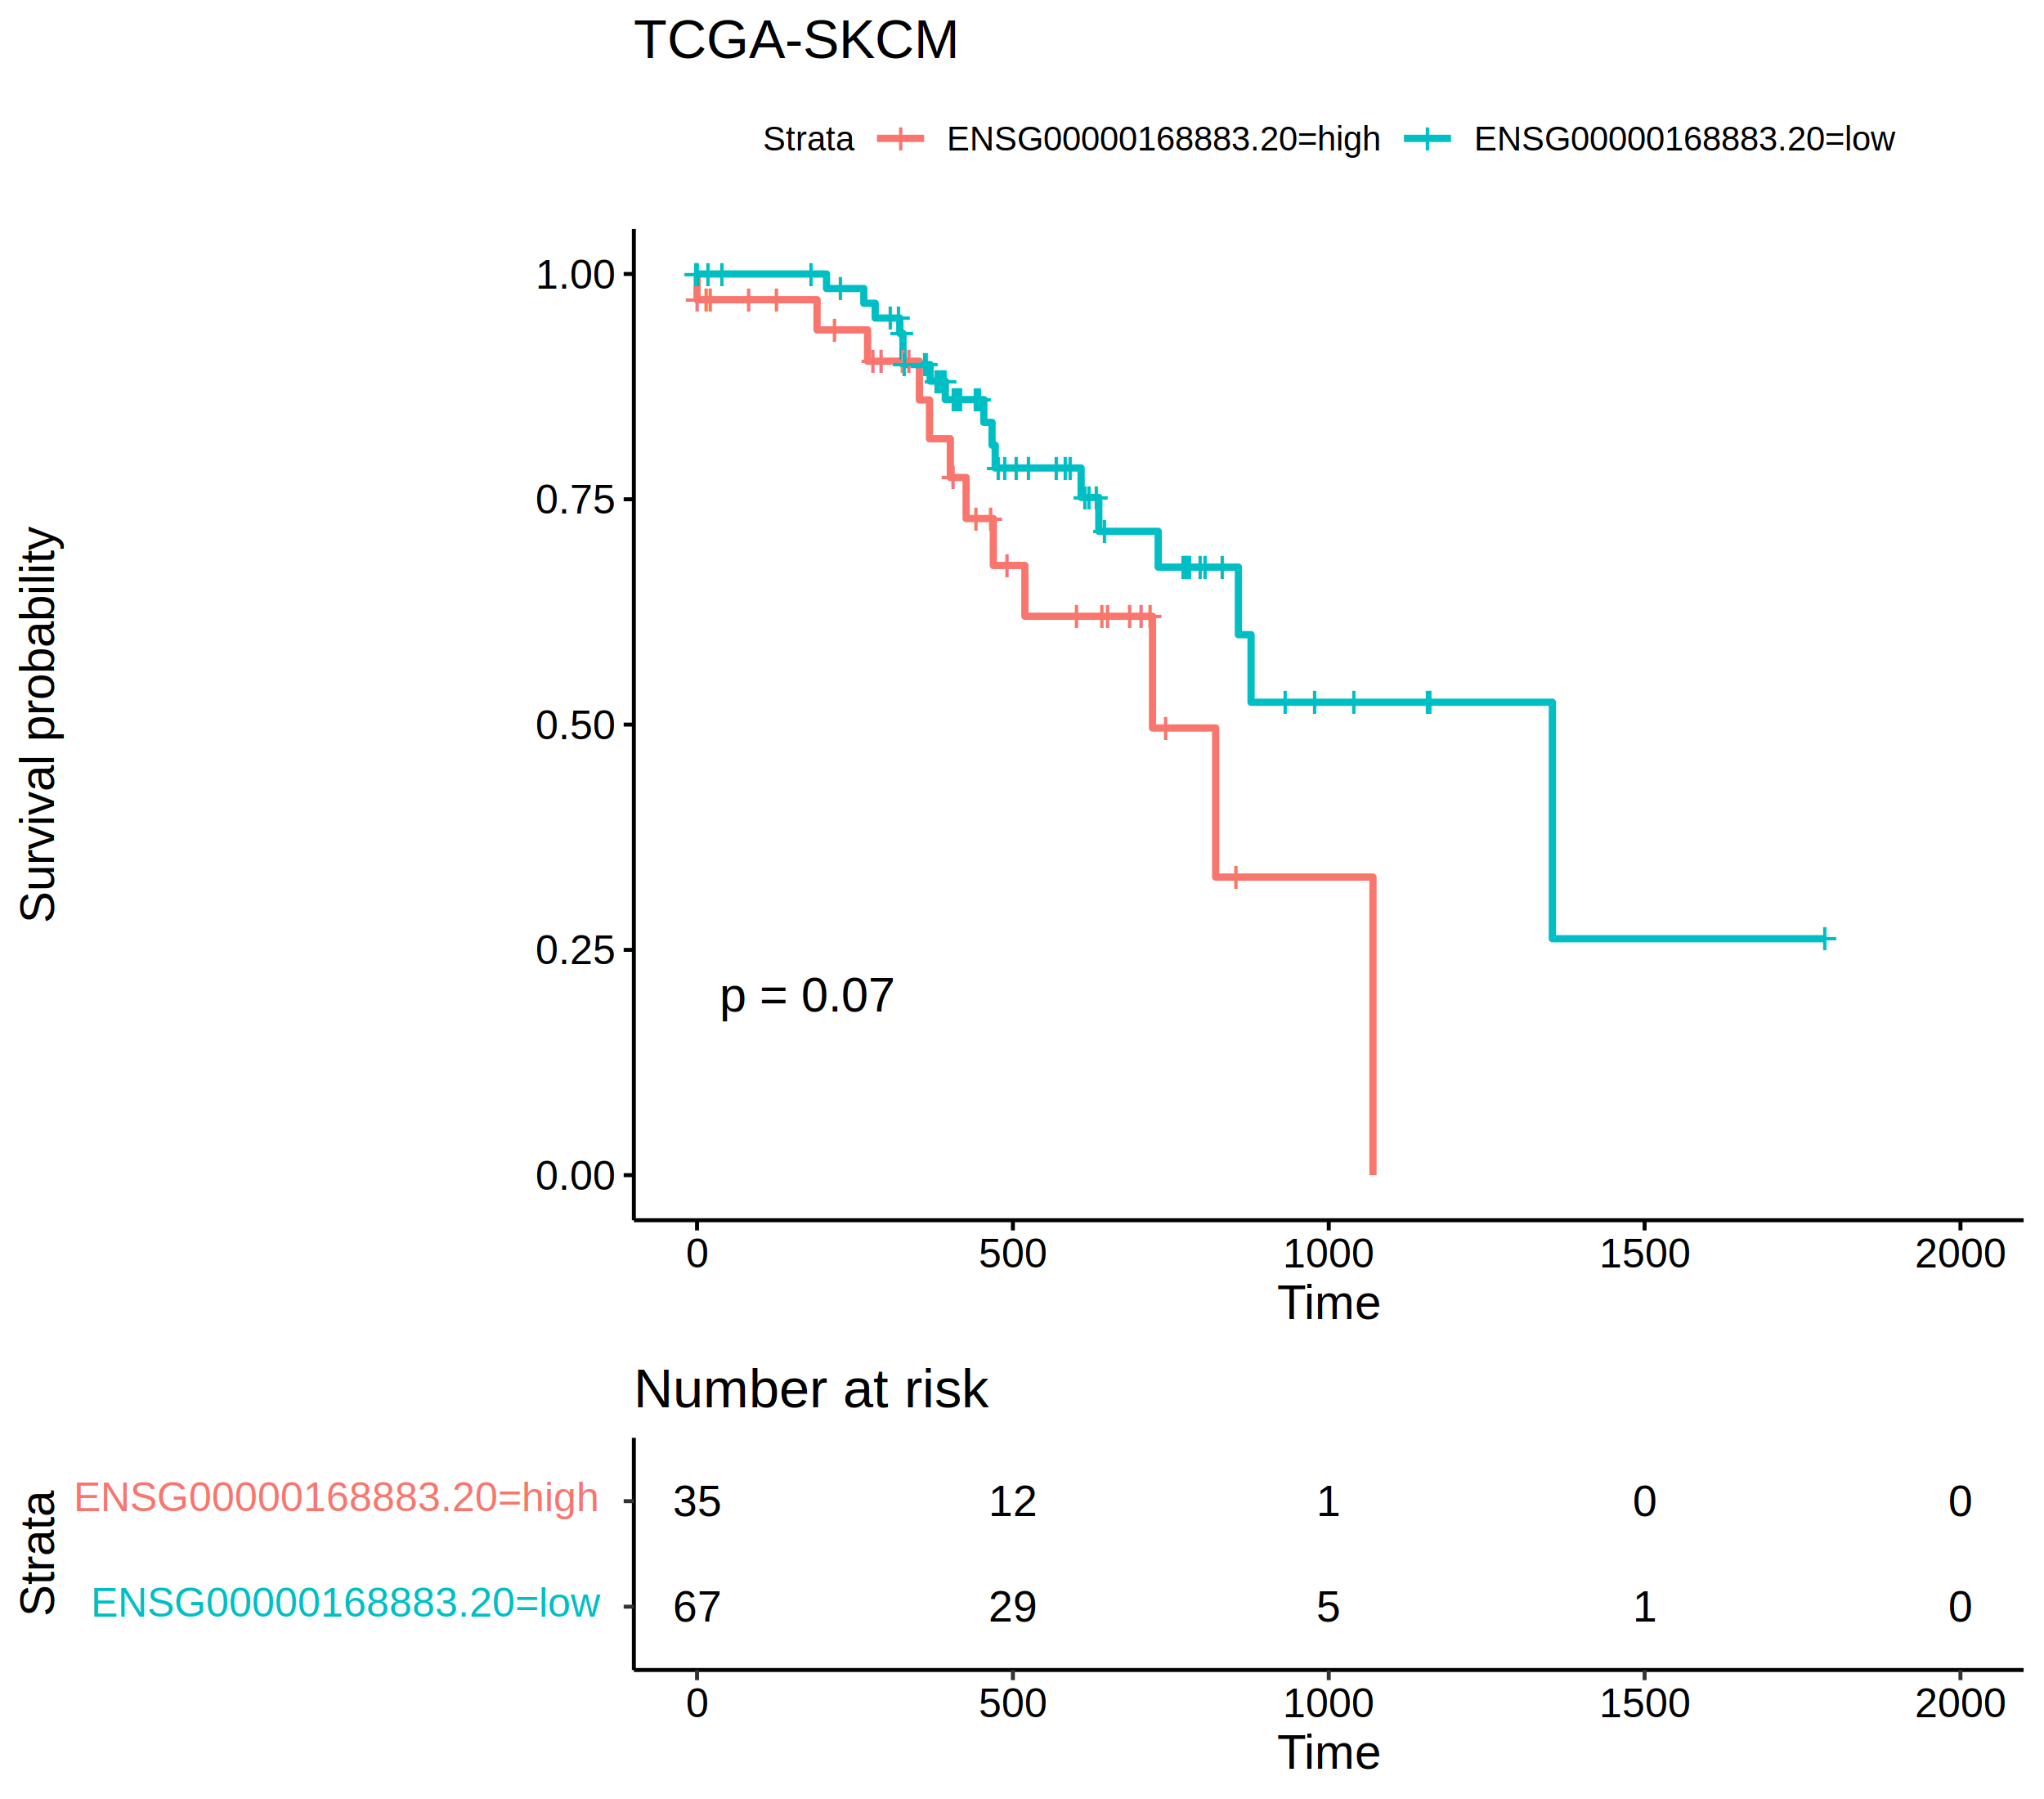 TCGA-SKCM
Strata ENSG00000168883.20=high ENSG00000168883.20=low
Survival probability
1.00
0.75
0.50
0.25
0.00
p = 0.07
0 500 1000 1500 2000
Time
Number at risk
Strata
ENSG00000168883.20=high 35 12 1 0 0
ENSG00000168883.20=low 67 29 5 1 0
0 500 1000 1500 2000
Time